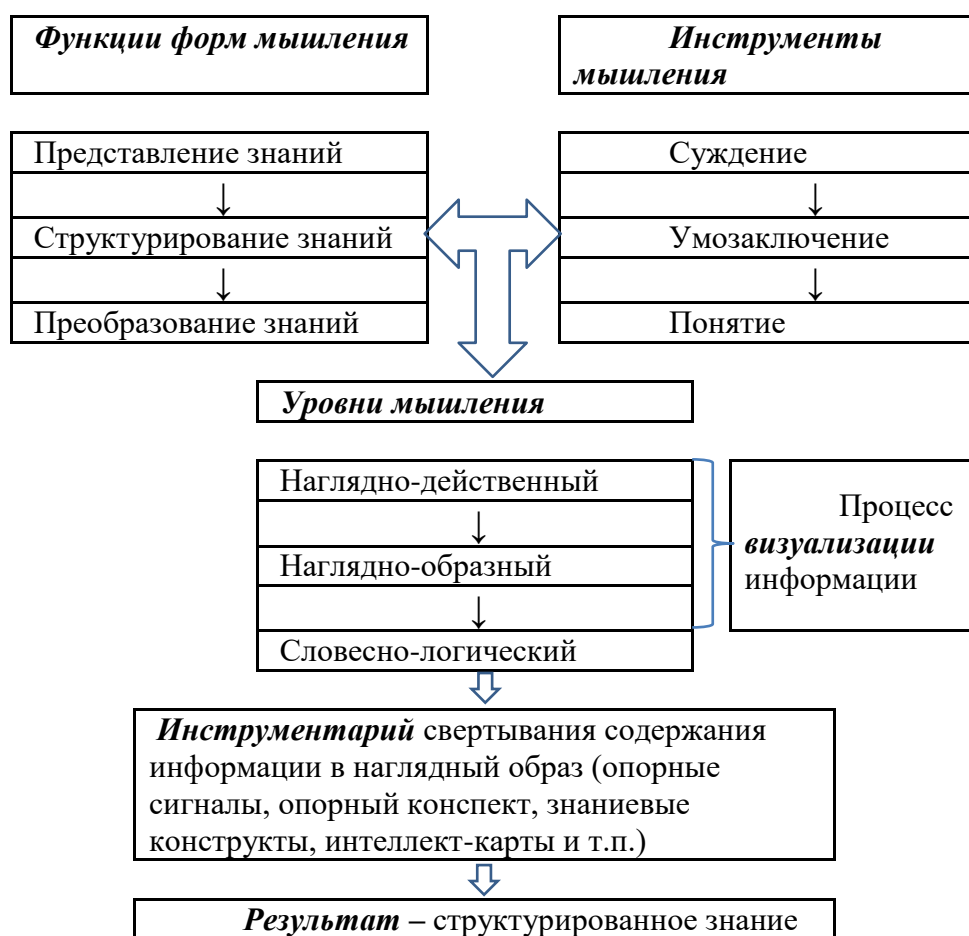 Функции форм мышления
Инструменты
мышления
Представление знаний
↓
Структурирование знаний
↓
Преобразование знаний
Суждение
↓
Умозаключение
↓
Понятие
Уровни мышления
Наглядно-действенный
↓
Наглядно-образный
↓
Словесно-логический
Процесс
визуализации
информации
Инструментарий свертывания содержания
информации в наглядный образ (опорные
сигналы, опорный конспект, знаниевые
конструкты, интеллект-карты и т.п.)
Результат – структурированное знание